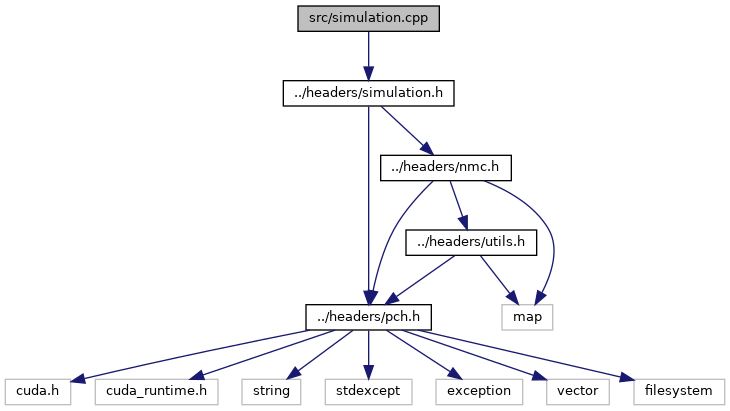 src/simulation.cpp
../headers/simulation.h
../headers/nmc.h
../headers/utils.h
../headers/pch.h
map
cuda.h
cuda_runtime.h
string
stdexcept
exception
vector
filesystem